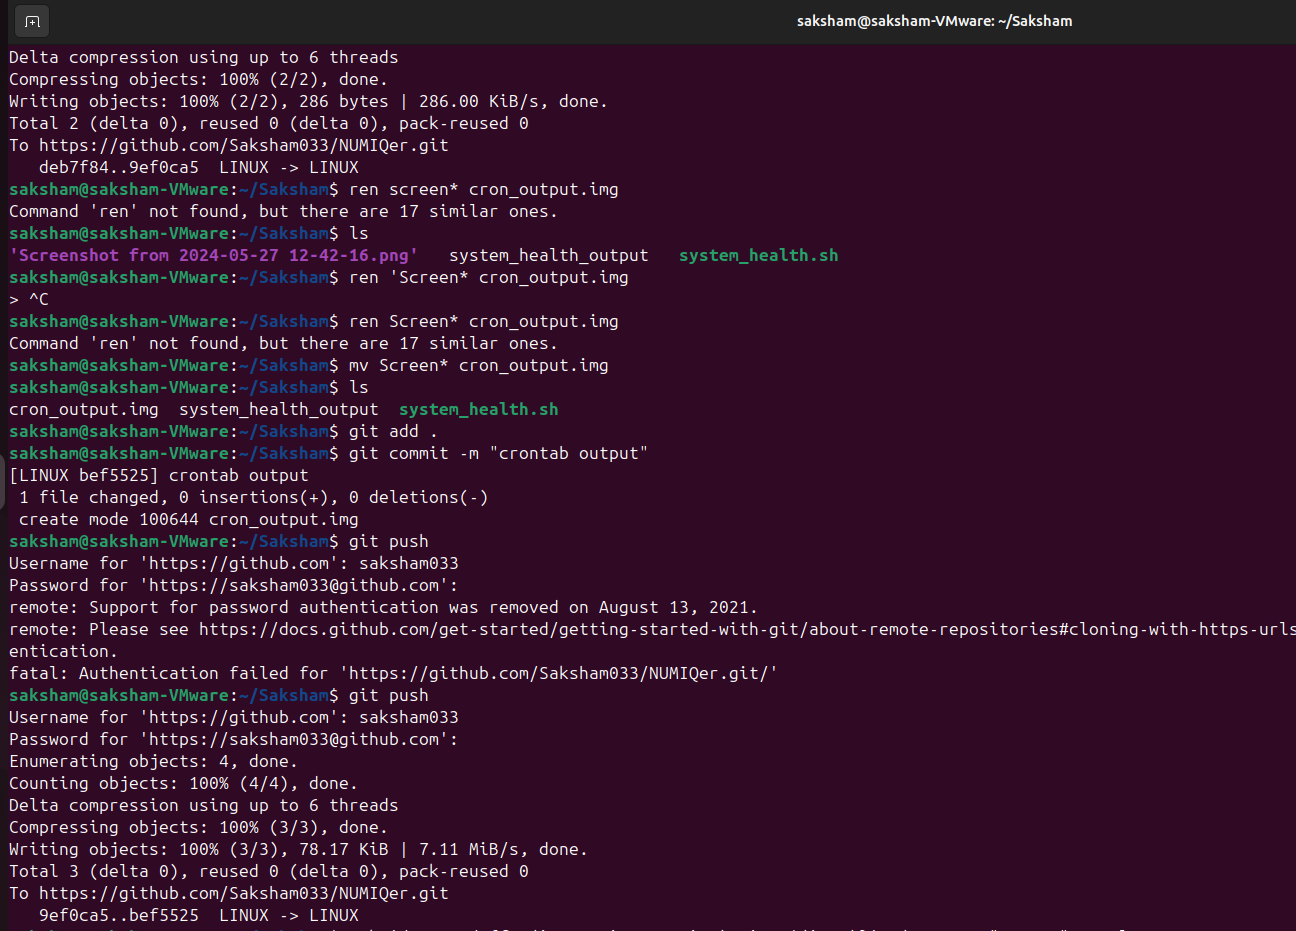 saksham@saksham-VMware: ~/Saksham
Delta compression using up to 6 threads
Compressing objects: 100% (2/2), done.
Writing objects: 100% (2/2), 286 bytes | 286.00 KiB/s, done.
Total 2 (delta 0), reused 0 (delta 0), pack-reused 0
To https://github.com/Saksham033/NUMIQer.git
   deb7f84..9ef0ca5  LINUX -> LINUX
saksham@saksham-VMware:~/Saksham$ ren screen* cron_output.img
Command 'ren' not found, but there are 17 similar ones.
saksham@saksham-VMware:~/Saksham$ ls
'Screenshot from 2024-05-27 12-42-16.png'   system_health_output   system_health.sh
saksham@saksham-VMware:~/Saksham$ ren 'Screen* cron_output.img
> ^C
saksham@saksham-VMware:~/Saksham$ ren Screen* cron_output.img
Command 'ren' not found, but there are 17 similar ones.
saksham@saksham-VMware:~/Saksham$ mv Screen* cron_output.img
saksham@saksham-VMware:~/Saksham$ ls
cron_output.img  system_health_output  system_health.sh
saksham@saksham-VMware:~/Saksham$ git add .
saksham@saksham-VMware:~/Saksham$ git commit -m "crontab output"
[LINUX bef5525] crontab output
 1 file changed, 0 insertions(+), 0 deletions(-)
 create mode 100644 cron_output.img
saksham@saksham-VMware:~/Saksham$ git push
Username for 'https://github.com': saksham033
Password for 'https://saksham033@github.com':
remote: Support for password authentication was removed on August 13, 2021.
remote: Please see https://docs.github.com/get-started/getting-started-with-git/about-remote-repositories#cloning-with-https-urls
entication.
fatal: Authentication failed for 'https://github.com/Saksham033/NUMIQer.git/'
saksham@saksham-VMware:~/Saksham$ git push
Username for 'https://github.com': saksham033
Password for 'https://saksham033@github.com':
Enumerating objects: 4, done.
Counting objects: 100% (4/4), done.
Delta compression using up to 6 threads
Compressing objects: 100% (3/3), done.
Writing objects: 100% (3/3), 78.17 KiB | 7.11 MiB/s, done.
Total 3 (delta 0), reused 0 (delta 0), pack-reused 0
To https://github.com/Saksham033/NUMIQer.git
   9ef0ca5..bef5525  LINUX -> LINUX